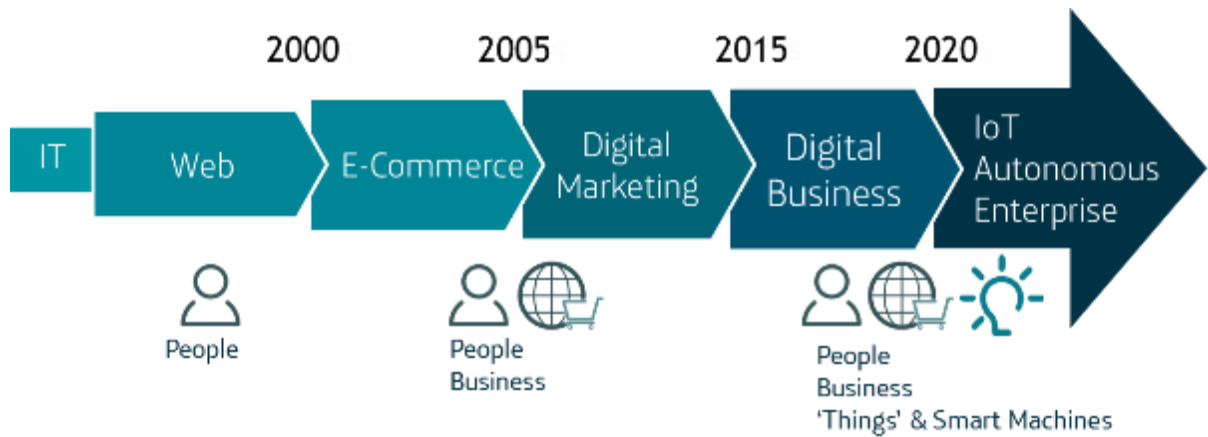 2000
2005
2015
2020
IT
Web
E-Commerce
Digital
Marketing
Digital
Business
IoT
Autonomous
Enterprise
People
People
Business
People
Business
'Things' & Smart Machines